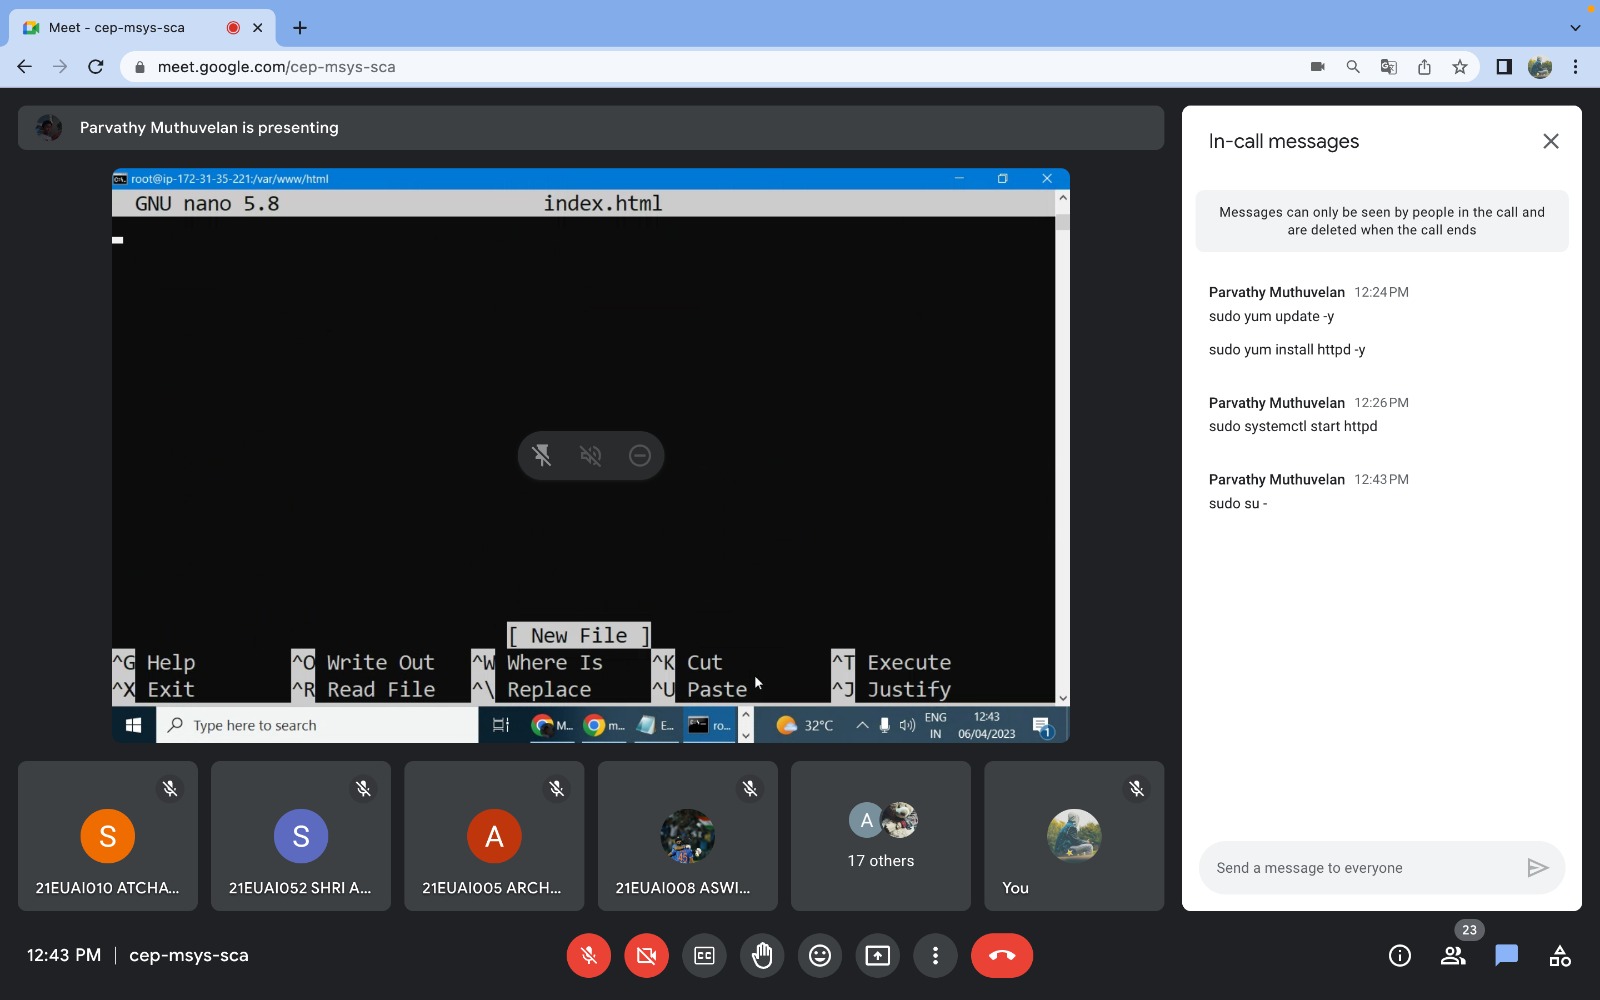 Meet - cep-msys-sca
meet.google.com/cep-msys-sca
Parvathy Muthuvelan is presenting
root@ip-172-31-35-221:/var/www/html
GNU nano 5.8 index.html
[ New File ]
^G Help ^O Write Out ^W Where Is ^K Cut ^T Execute
^X Exit ^R Read File ^\ Replace ^U Paste ^J Justify
Type here to search
M...
m...
E...
ro...
32°C
ENG
IN
12:43
06/04/2023
1
In-call messages
Messages can only be seen by people in the call and
are deleted when the call ends
Parvathy Muthuvelan 12:24 PM
sudo yum update -y
sudo yum install httpd -y
Parvathy Muthuvelan 12:26 PM
sudo systemctl start httpd
Parvathy Muthuvelan 12:43 PM
sudo su -
Send a message to everyone
S
21EUAI010 ATCHA...
S
21EUAI052 SHRI A...
A
21EUAI005 ARCH...
21EUAI008 ASWI...
A
17 others
You
12:43 PM | cep-msys-sca
CC
23